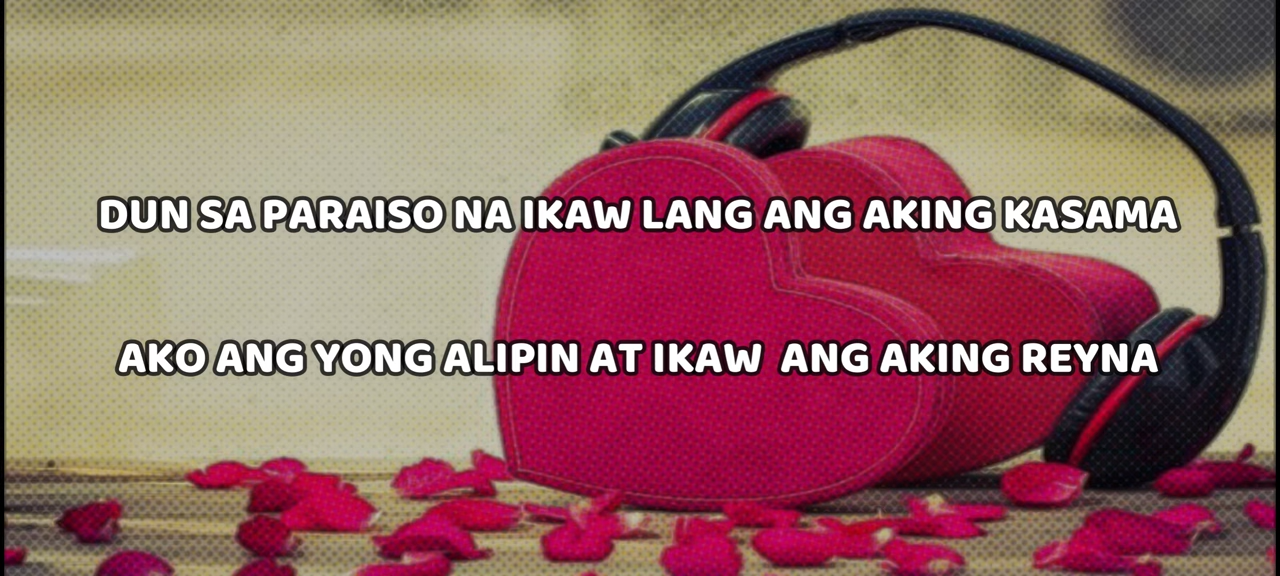 DUN SA PARAISO NA IKAW LANG ANG AKING KASAMA
AKO ANG YONG ALIPIN AT IKAW ANG AKING REYNA